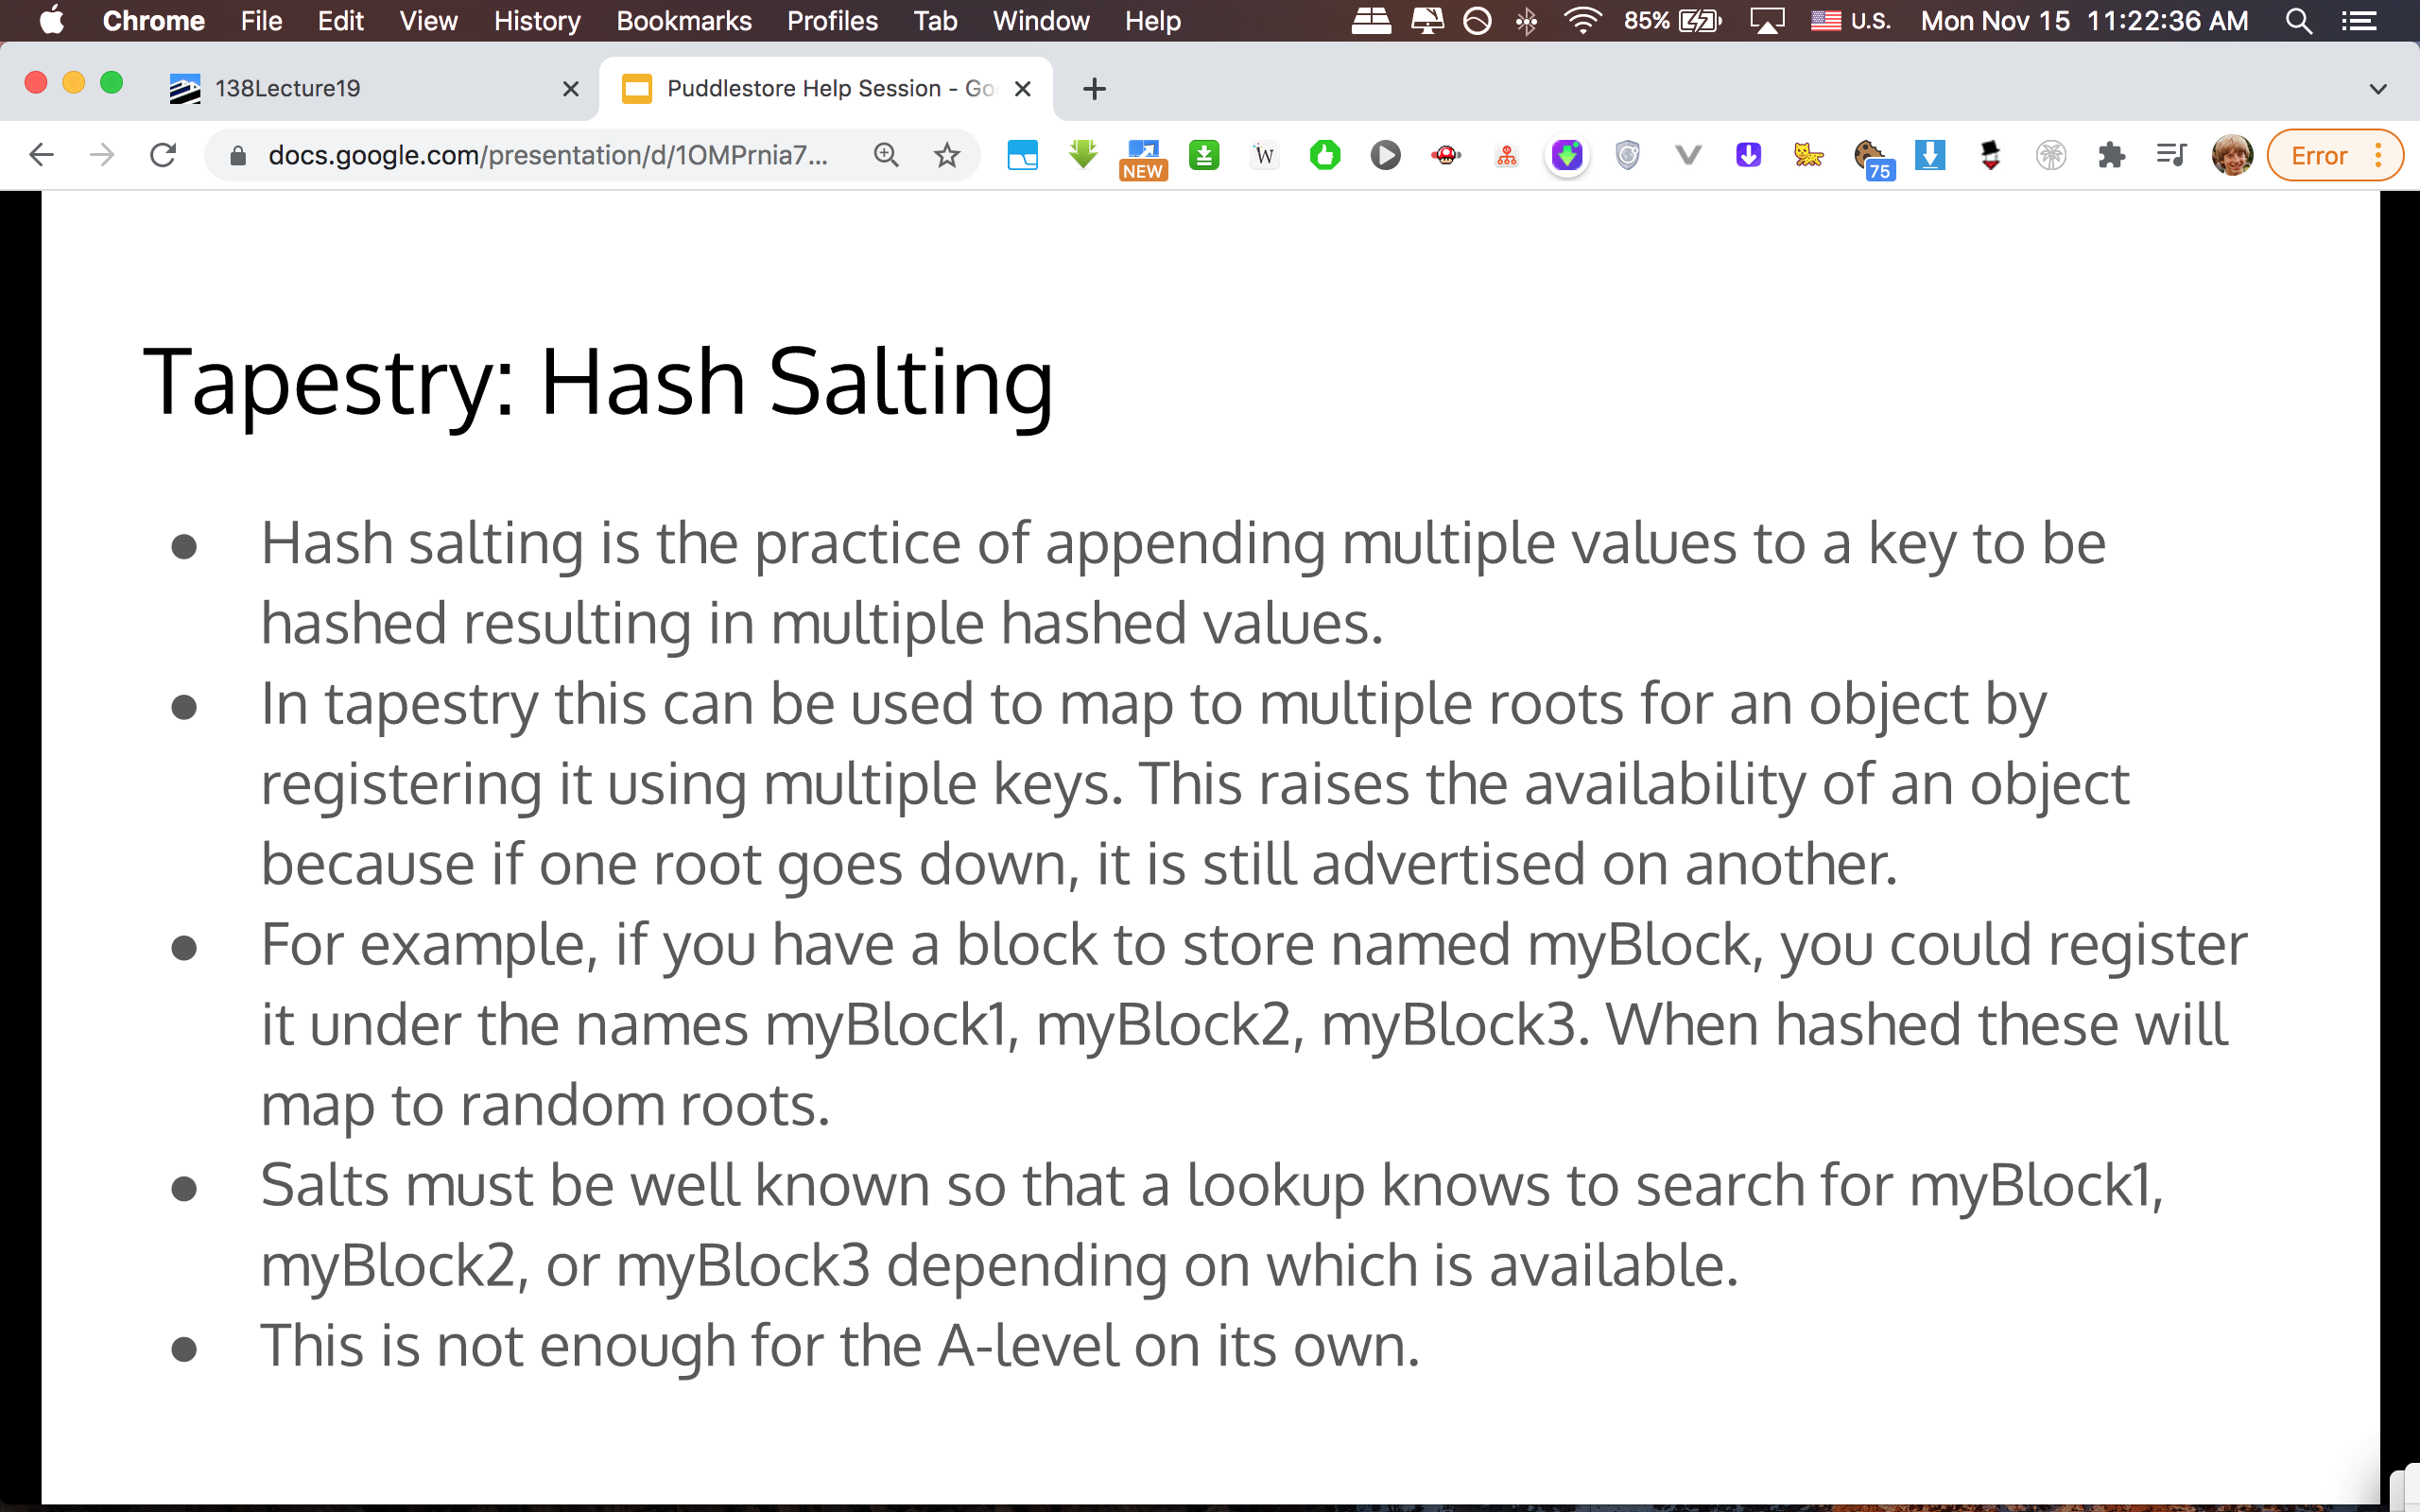 Chrome File Edit View History Bookmarks Profiles Tab Window Help 85% U.S. Mon Nov 15 11:22:36 AM
138Lecture19 Puddlestore Help Session - Goo
docs.google.com/presentation/d/1OMPrnia7... NEW W 75 Error
Tapestry: Hash Salting
● Hash salting is the practice of appending multiple values to a key to be
hashed resulting in multiple hashed values.
● In tapestry this can be used to map to multiple roots for an object by
registering it using multiple keys. This raises the availability of an object
because if one root goes down, it is still advertised on another.
● For example, if you have a block to store named myBlock, you could register
it under the names myBlock1, myBlock2, myBlock3. When hashed these will
map to random roots.
● Salts must be well known so that a lookup knows to search for myBlock1,
myBlock2, or myBlock3 depending on which is available.
● This is not enough for the A-level on its own.